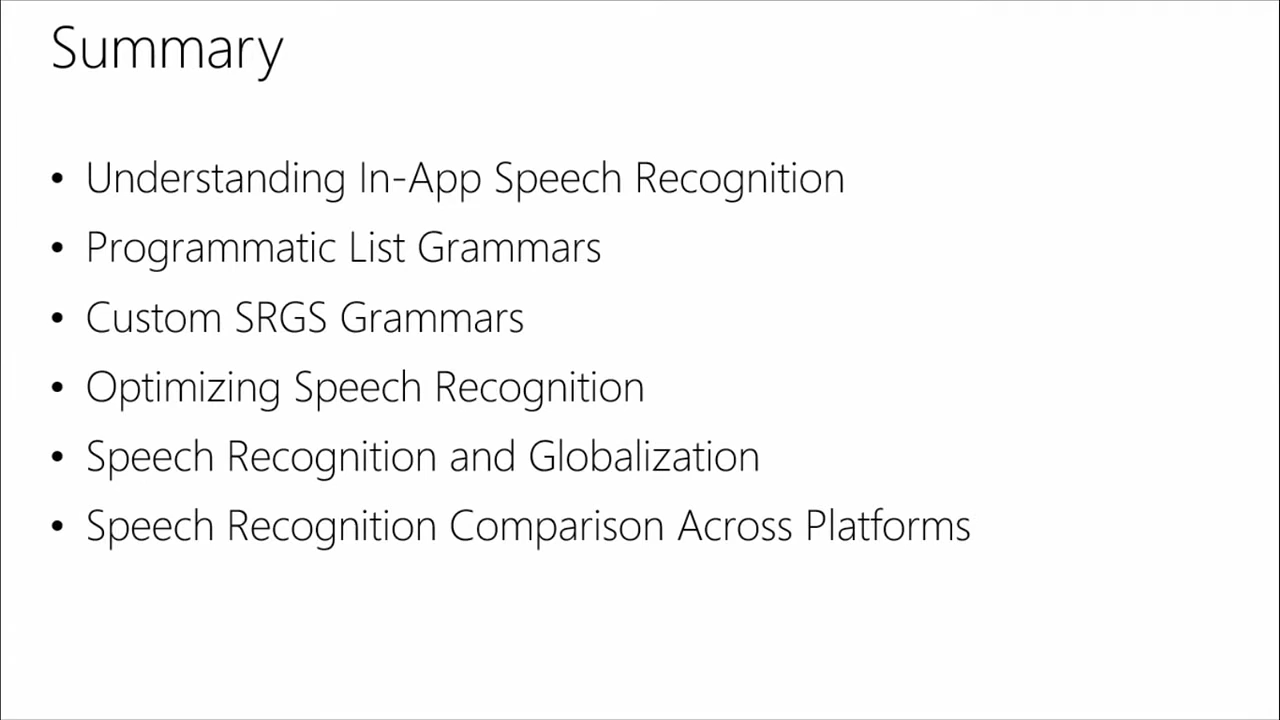 Summary
• Understanding In-App Speech Recognition
• Programmatic List Grammars
• Custom SRGS Grammars
• Optimizing Speech Recognition
• Speech Recognition and Globalization
• Speech Recognition Comparison Across Platforms